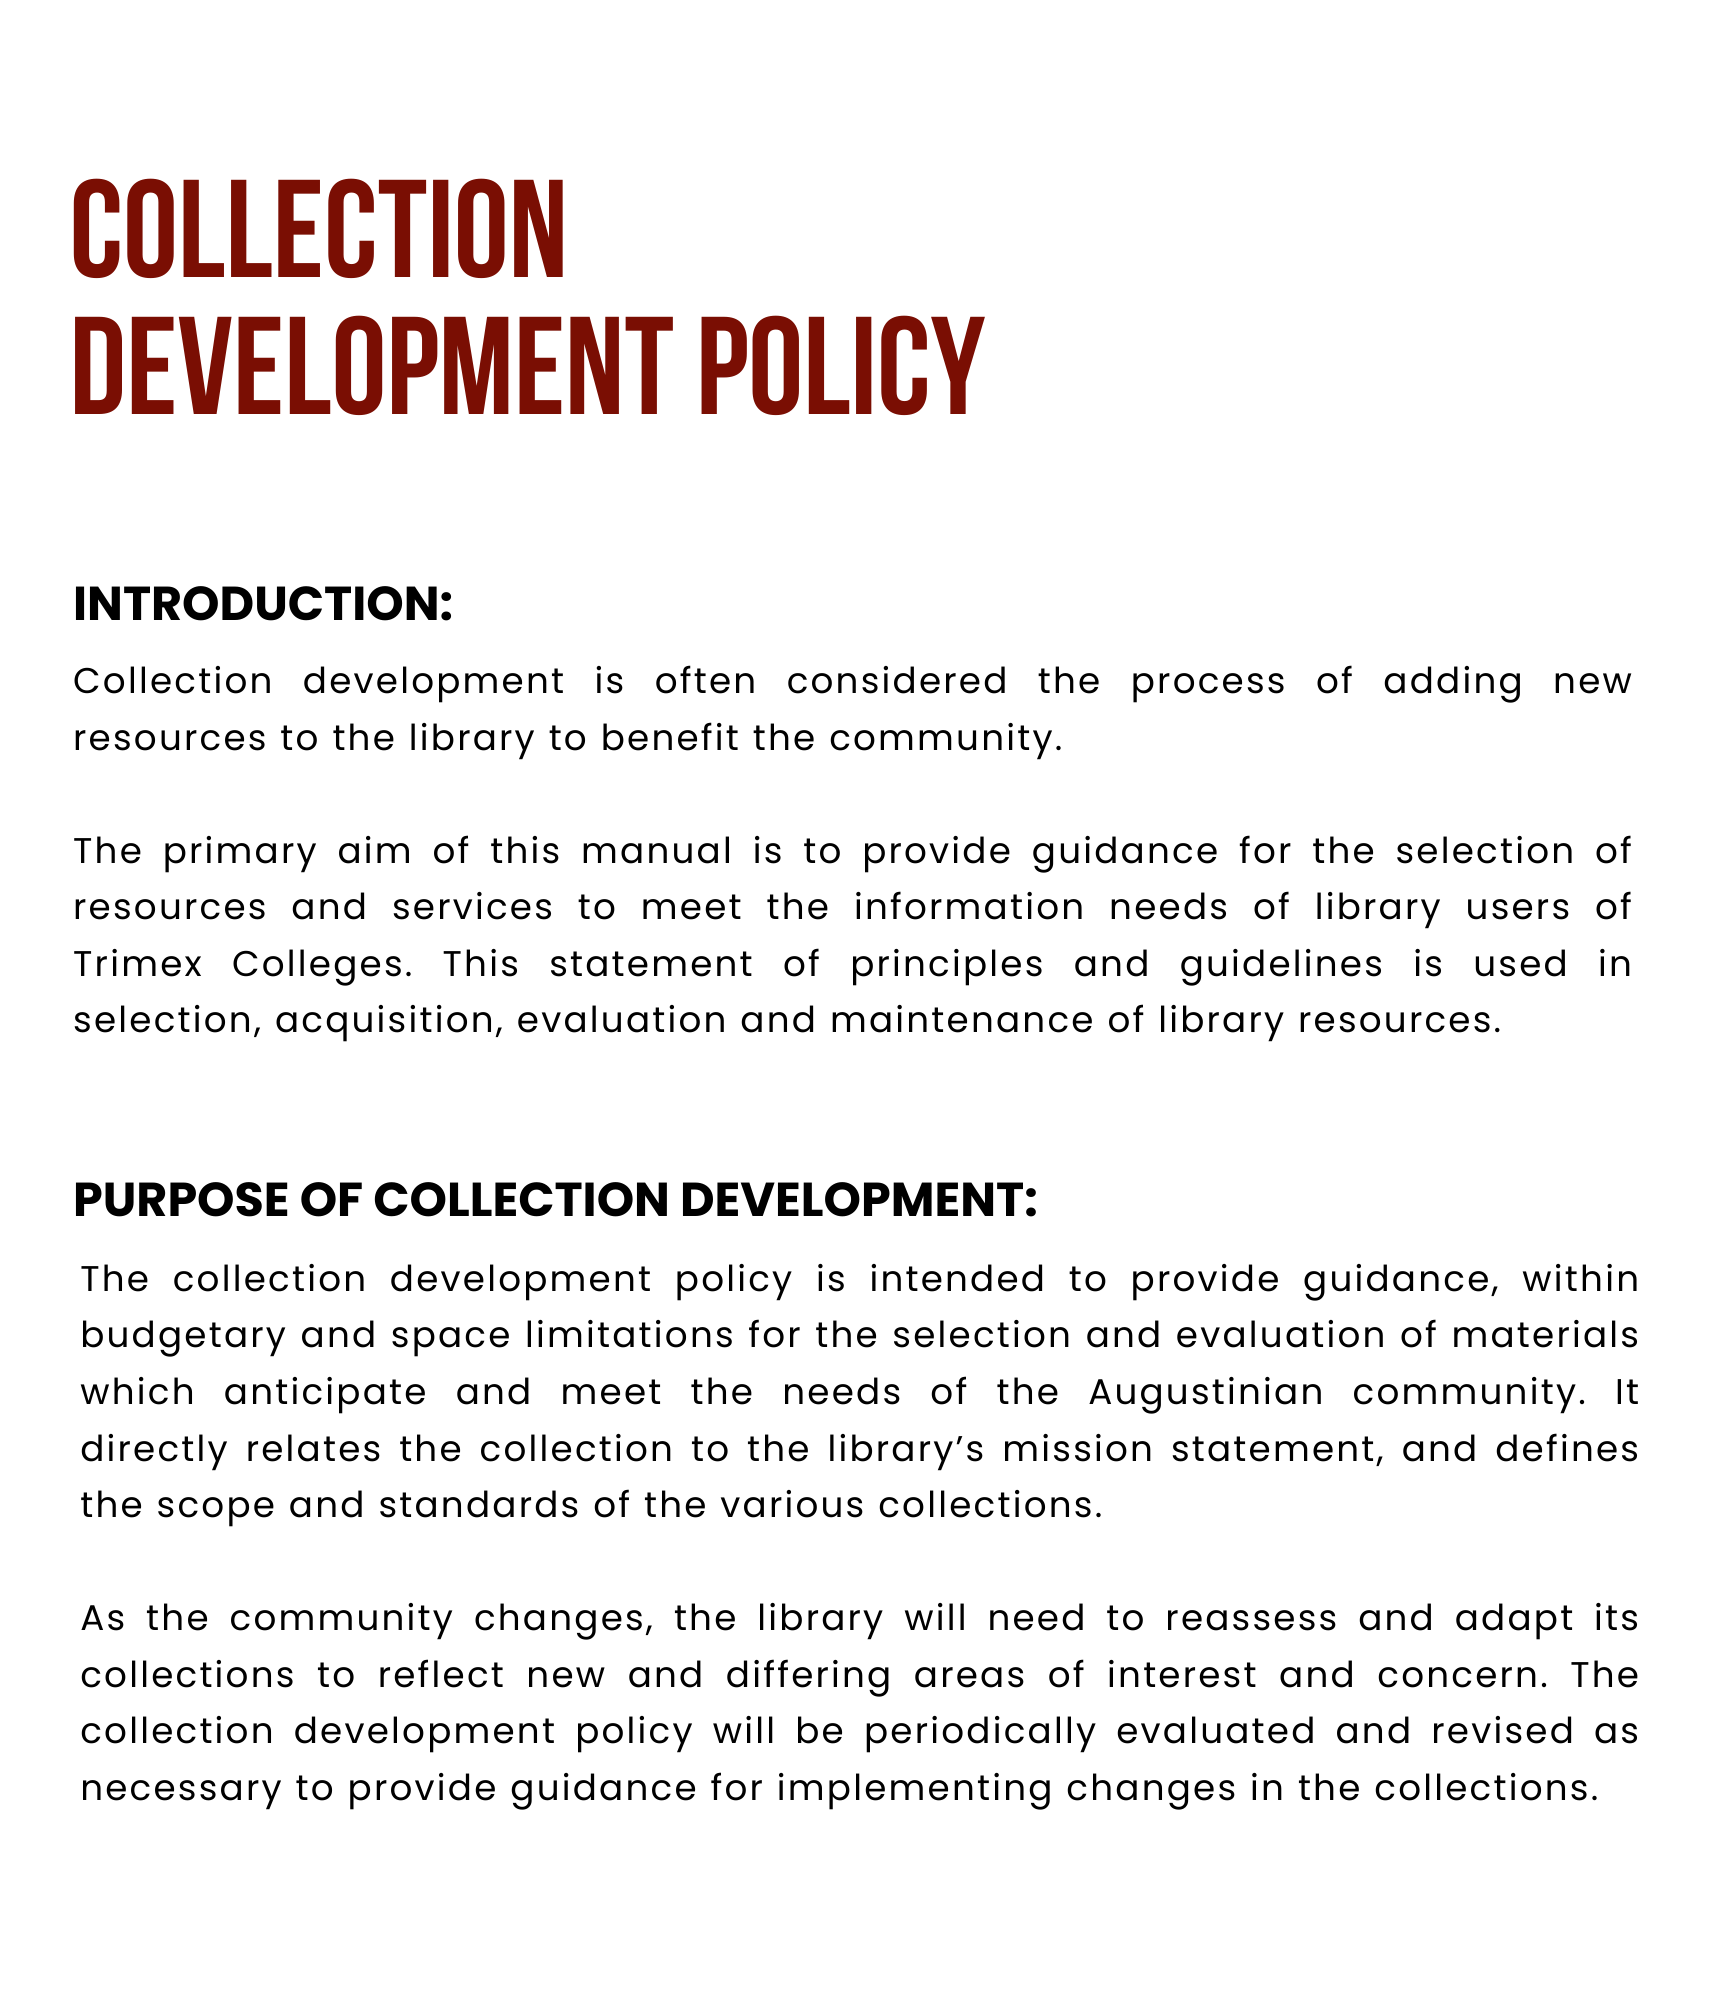 COLLECTION
DEVELOPMENT POLICY
INTRODUCTION:
Collection development is often considered the process of adding new
resources to the library to benefit the community.
The primary aim of this manual is to provide guidance for the selection of
resources and services to meet the information needs of library users of
Trimex Colleges. This statement of principles and guidelines is used in
selection, acquisition, evaluation and maintenance of library resources.
PURPOSE OF COLLECTION DEVELOPMENT:
The collection development policy is intended to provide guidance, within
budgetary and space limitations for the selection and evaluation of materials
which anticipate and meet the needs of the Augustinian community. It
directly relates the collection to the library’s mission statement, and defines
the scope and standards of the various collections.
As the community changes, the library will need to reassess and adapt its
collections to reflect new and differing areas of interest and concern. The
collection development policy will be periodically evaluated and revised as
necessary to provide guidance for implementing changes in the collections.